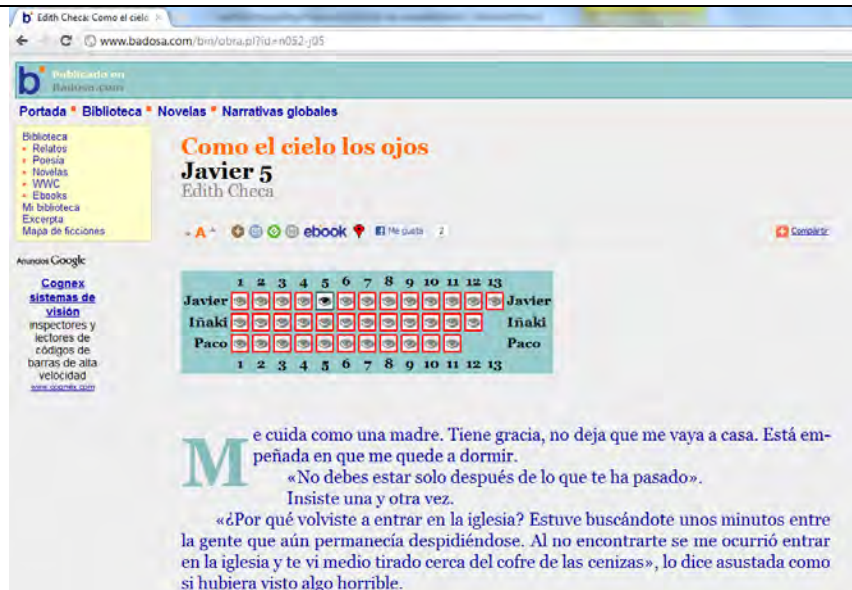 Edith Checa: Como el cielo
www.badosa.com/bin/obra.pl?id=n052-j05
b
Publicado en
Badosa.com
Portada * Biblioteca * Novelas * Narrativas globales
Biblioteca
Relatos
Poesía
Novelas
WWC
Ebooks
Mi biblioteca
Excerpta
Mapa de ficciones
Anuncios Google
Cognex
sistemas de
visión
inspectores y
lectores de
códigos de
barras de alta
velocidad
www.cognex.com
Como el cielo los ojos
Javier 5
Edith Checa
- A + ebook Me gusta 2
Compartir
1 2 3 4 5 6 7 8 9 10 11 12 13
Javier Javier
Iñaki Iñaki
Paco Paco
1 2 3 4 5 6 7 8 9 10 11 12 13
Me cuida como una madre. Tiene gracia, no deja que me vaya a casa. Está em-
peñada en que me quede a dormir.
«No debes estar solo después de lo que te ha pasado».
Insiste una y otra vez.
«¿Por qué volviste a entrar en la iglesia? Estuve buscándote unos minutos entre
la gente que aún permanecía despidiéndose. Al no encontrarte se me ocurrió entrar
en la iglesia y te vi medio tirado cerca del cofre de las cenizas», lo dice asustada como
si hubiera visto algo horrible.